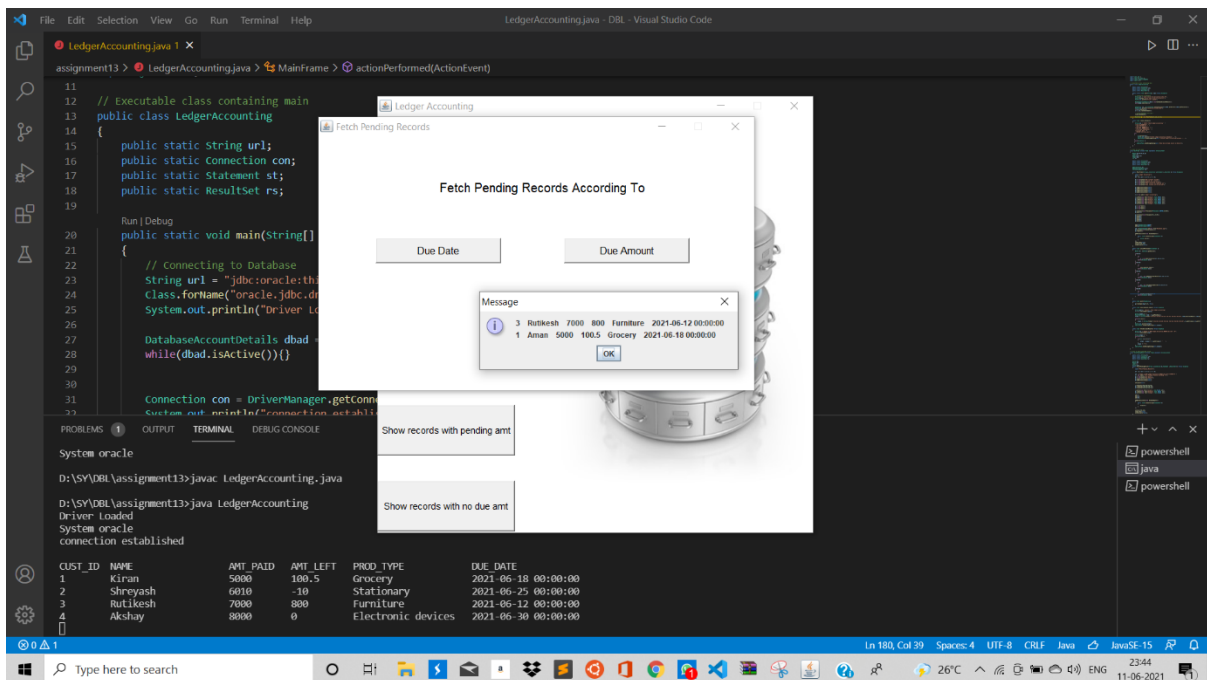 File Edit Selection View Go Run Terminal Help
LedgerAccounting.java - DBL - Visual Studio Code
LedgerAccounting.java 1
assignment13 > LedgerAccounting.java > MainFrame > actionPerformed(ActionEvent)
11
12 // Executable class containing main
13 public class LedgerAccounting
14 {
15 public static String url;
16 public static Connection con;
17 public static Statement st;
18 public static ResultSet rs;
19
Run | Debug
20 public static void main(String[]
21 {
22 // Connecting to Database
23 String url = "jdbc:oracle:thi
24 Class.forName("oracle.jdbc.dr
25 System.out.println("Driver Lo
26
27 DatabaseAccountDetails dbad =
28 while(dbad.isActive()){}
29
30
31 Connection con = DriverManager.getConn
32 System.out.println("connection establi
Ledger Accounting
Fetch Pending Records
Fetch Pending Records According To
Due Date
Due Amount
Message
3 Rutikesh 7000 800 Furniture 2021-06-12 00:00:00
1 Aman 5000 100.5 Grocery 2021-06-18 00:00:00
OK
Show records with pending amt
Show records with no due amt
PROBLEMS 1 OUTPUT TERMINAL DEBUG CONSOLE
System oracle
D:\SY\DBL\assignment13>javac LedgerAccounting.java
D:\SY\DBL\assignment13>java LedgerAccounting
Driver Loaded
System oracle
connection established
CUST_ID NAME AMT_PAID AMT_LEFT PROD_TYPE DUE_DATE
1 Kiran 5000 100.5 Grocery 2021-06-18 00:00:00
2 Shreyash 6010 -10 Stationary 2021-06-25 00:00:00
3 Rutikesh 7000 800 Furniture 2021-06-12 00:00:00
4 Akshay 8000 0 Electronic devices 2021-06-30 00:00:00
powershell
java
powershell
0 1
Ln 180, Col 39 Spaces: 4 UTF-8 CRLF Java JavaSE-15
Type here to search
26°C ENG
23:44
11-06-2021